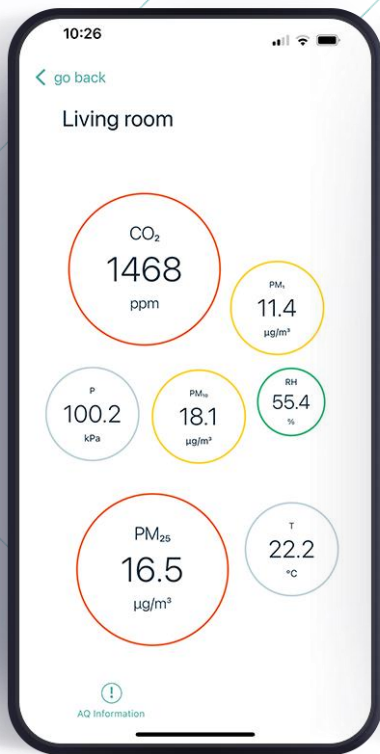 10:26
go back
Living room
CO₂
1468
ppm
PM₁
11.4
µg/m³
P
100.2
kPa
PM₁₀
18.1
µg/m³
RH
55.4
%
PM₂₅
16.5
µg/m³
T
22.2
°C
AQ Information